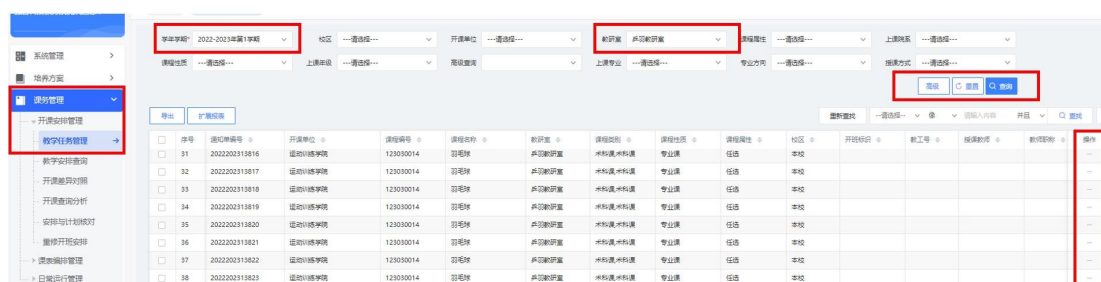 学年学期* 2022-2023年第1学期 校区 ---请选择--- 开课单位 ---请选择--- 教研室 乒羽教研室 课程属性 ---请选择--- 上课院系 ---请选择---
课程性质 ---请选择--- 上课年级 ---请选择--- 高级查询 上课专业 ---请选择--- 专业方向 ---请选择--- 授课方式 ---请选择---
高级 重置 查询
系统管理
培养方案
课务管理
开课安排管理
教学任务管理
教学安排查询
开课差异对照
开课查询分析
安排与计划核对
重修开班安排
课表编排管理
日常运行管理
导出 扩展报表 重新查找 --请选择-- 像 请输入内容 并且 查找
序号 通知单编号 开课单位 课程编号 课程名称 教研室 课程类别 课程性质 课程属性 校区 开班标识 教工号 授课教师 教师职称 操作
31 2022202313816 运动训练学院 123030014 羽毛球 乒羽教研室 术科课,术科课 专业课 任选 本校 ...
32 2022202313817 运动训练学院 123030014 羽毛球 乒羽教研室 术科课,术科课 专业课 任选 本校 ...
33 2022202313818 运动训练学院 123030014 羽毛球 乒羽教研室 术科课,术科课 专业课 任选 本校 ...
34 2022202313819 运动训练学院 123030014 羽毛球 乒羽教研室 术科课,术科课 专业课 任选 本校 ...
35 2022202313820 运动训练学院 123030014 羽毛球 乒羽教研室 术科课,术科课 专业课 任选 本校 ...
36 2022202313821 运动训练学院 123030014 羽毛球 乒羽教研室 术科课,术科课 专业课 任选 本校 ...
37 2022202313822 运动训练学院 123030014 羽毛球 乒羽教研室 术科课,术科课 专业课 任选 本校 ...
38 2022202313823 运动训练学院 123030014 羽毛球 乒羽教研室 术科课,术科课 专业课 任选 本校 ...